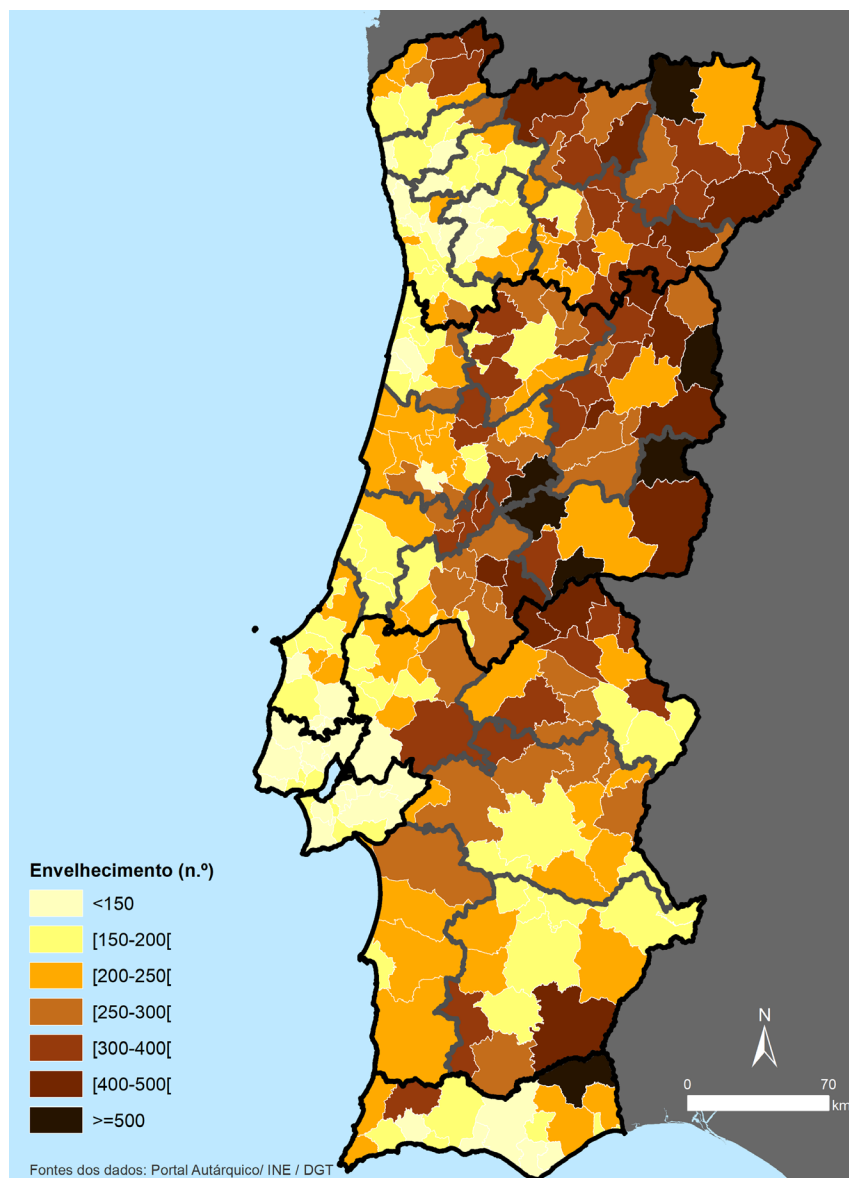 Envelhecimento (n.º)
<150
[150-200[
[200-250[
[250-300[
[300-400[
[400-500[
>=500
N
0 70
km
Fontes dos dados: Portal Autárquico/ INE / DGT